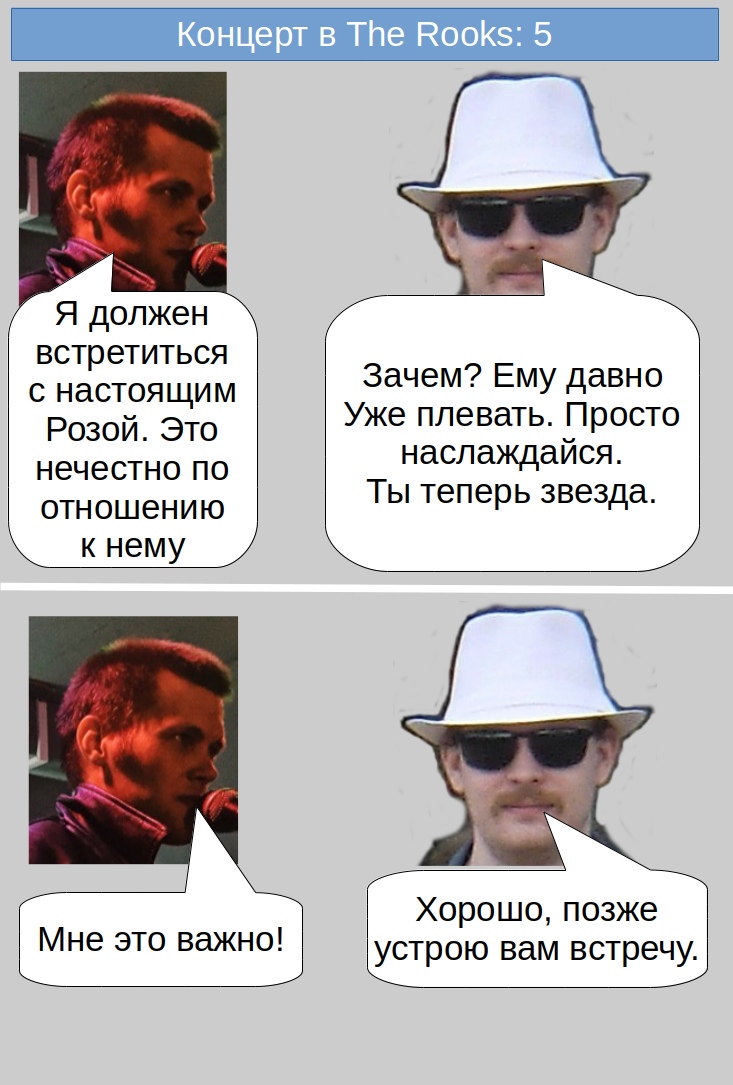 Концерт в The Rooks: 5
Я должен
встретиться
с настоящим
Розой. Это
нечестно по
отношению
к нему
Зачем? Ему давно
Уже плевать. Просто
наслаждайся.
Ты теперь звезда.
Мне это важно!
Хорошо, позже
устрою вам встречу.